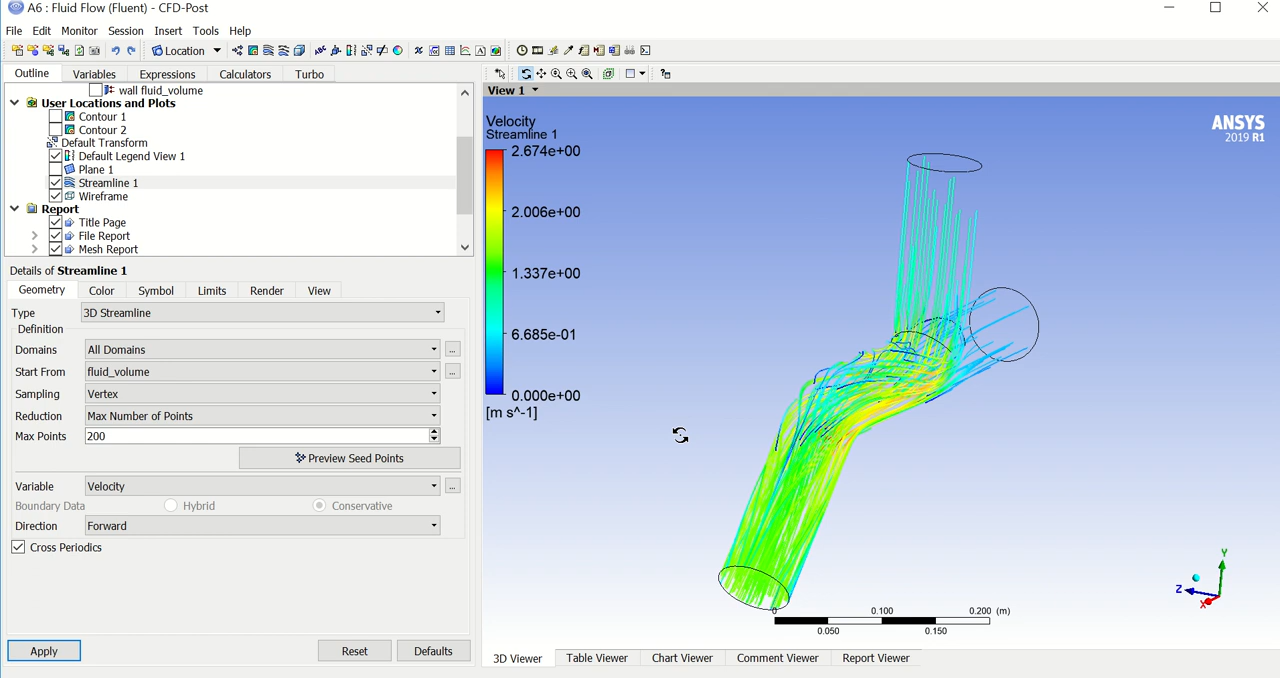 A6 : Fluid Flow (Fluent) - CFD-Post
File Edit Monitor Session Insert Tools Help
Location
Outline Variables Expressions Calculators Turbo
wall fluid_volume
User Locations and Plots
Contour 1
Contour 2
Default Transform
Default Legend View 1
Plane 1
Streamline 1
Wireframe
Report
Title Page
File Report
Mesh Report
Details of Streamline 1
Geometry Color Symbol Limits Render View
Type 3D Streamline
Definition
Domains All Domains ...
Start From fluid_volume ...
Sampling Vertex
Reduction Max Number of Points
Max Points 200
Preview Seed Points
Variable Velocity ...
Boundary Data Hybrid Conservative
Direction Forward
Cross Periodics
Apply Reset Defaults
View 1
Velocity
Streamline 1
2.674e+00
2.006e+00
1.337e+00
6.685e-01
0.000e+00
[m s^-1]
ANSYS
2019 R1
Y
Z
X
0 0.100 0.200 (m)
0.050 0.150
3D Viewer Table Viewer Chart Viewer Comment Viewer Report Viewer